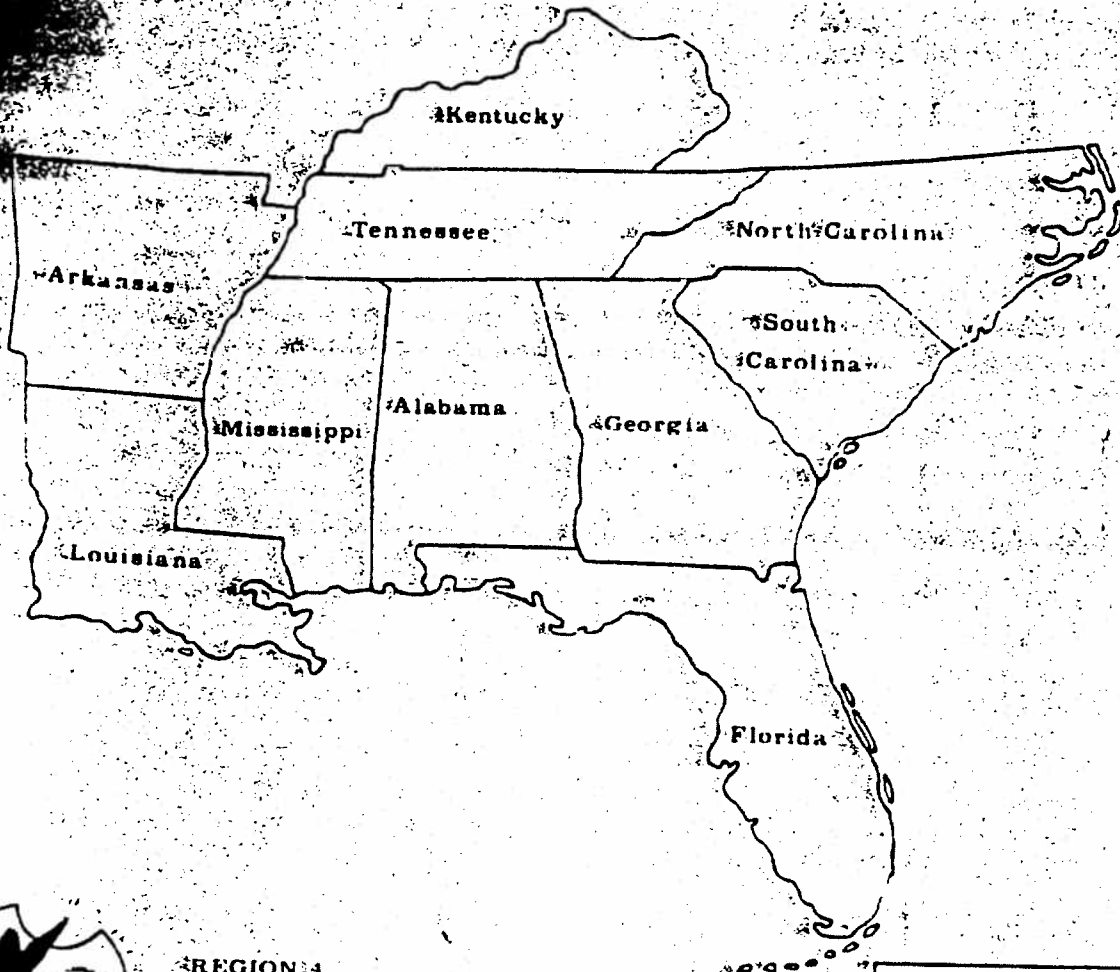 Kentucky
Tennessee
North Carolina
Arkansas
South
Carolina
Alabama
Georgia
Mississippi
Louisiana
Florida
REGION 4